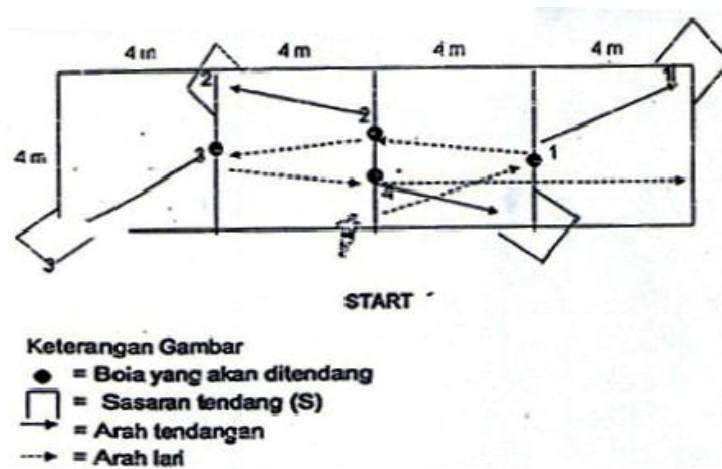 4 m 4 m 4 m 4 m
1
2
2
4 m
3
1
4
3
START
Keterangan Gambar
= Bola yang akan ditendang
= Sasaran tendang (S)
= Arah tendangan
= Arah lari